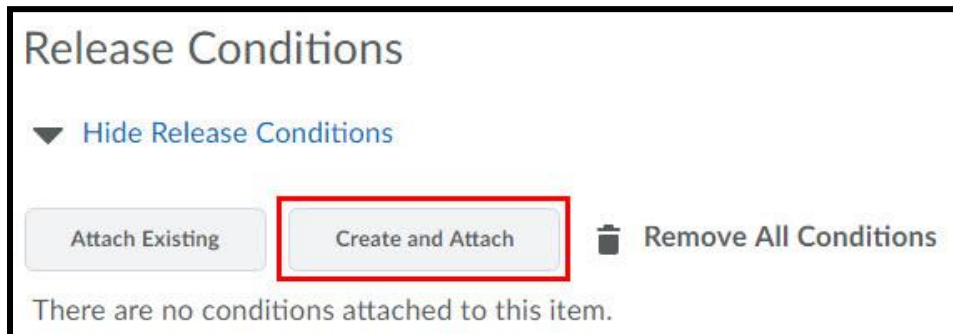 Release Conditions
Hide Release Conditions
Attach Existing Create and Attach Remove All Conditions
There are no conditions attached to this item.